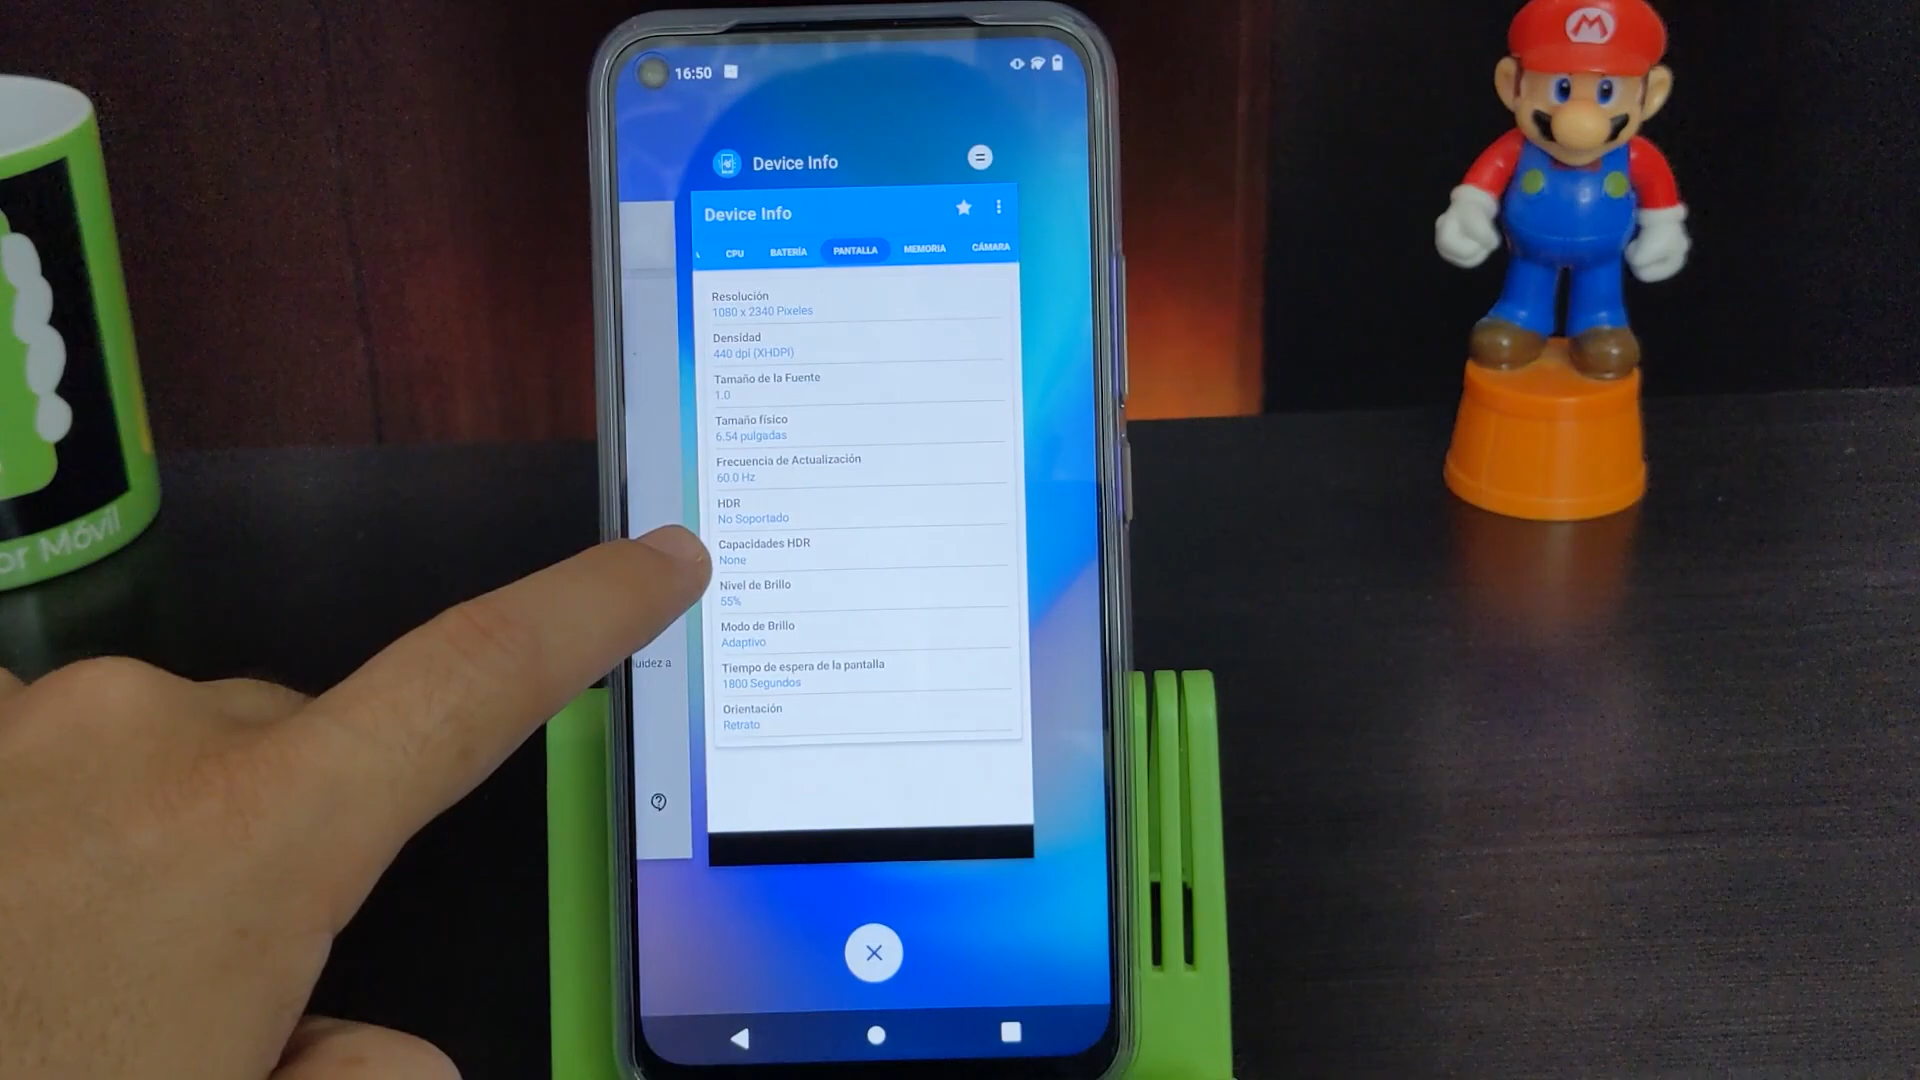 16:50
Device Info
Device Info
CPU BATERÍA PANTALLA MEMORIA CÁMARA
Resolución
1080 x 2340 Pixeles
Densidad
440 dpi (XHDPI)
Tamaño de la Fuente
1.0
Tamaño físico
6.54 pulgadas
Frecuencia de Actualización
60.0 Hz
HDR
No Soportado
Capacidades HDR
None
Nivel de Brillo
55%
Modo de Brillo
Adaptivo
Tiempo de espera de la pantalla
1800 Segundos
Orientación
Retrato
luidez a
or Móvil
M